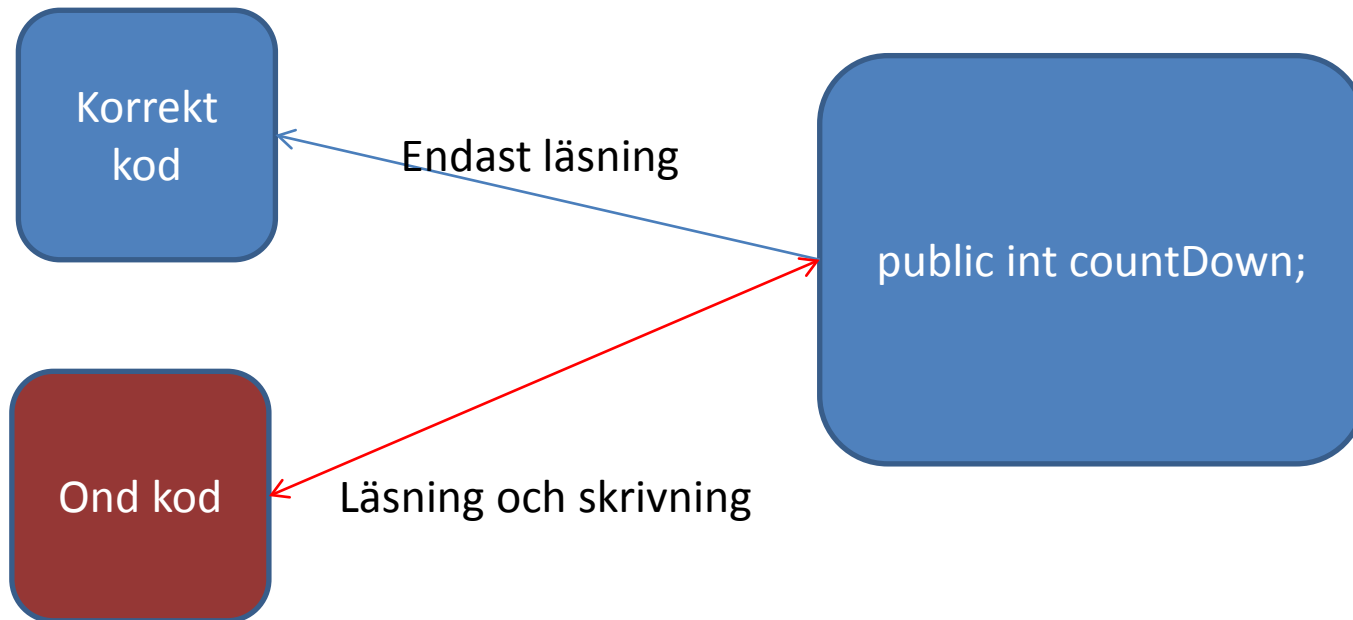 Korrekt
kod
Endast läsning
public int countDown;
Ond kod
Läsning och skrivning